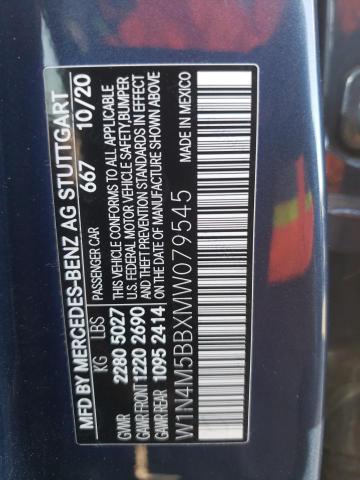 MFD BY MERCEDES-BENZ AG STUTTGART
667 10/20
KG LBS PASSENGER CAR
GVWR 2280 5027 THIS VEHICLE CONFORMS TO ALL APPLICABLE
GAWR FRONT 1220 2690 U.S. FEDERAL MOTOR VEHICLE SAFETY, BUMPER
GAWR REAR 1095 2414 AND THEFT PREVENTION STANDARDS IN EFFECT
ON THE DATE OF MANUFACTURE SHOWN ABOVE
W1N4M5BBXMW079545 MADE IN MEXICO